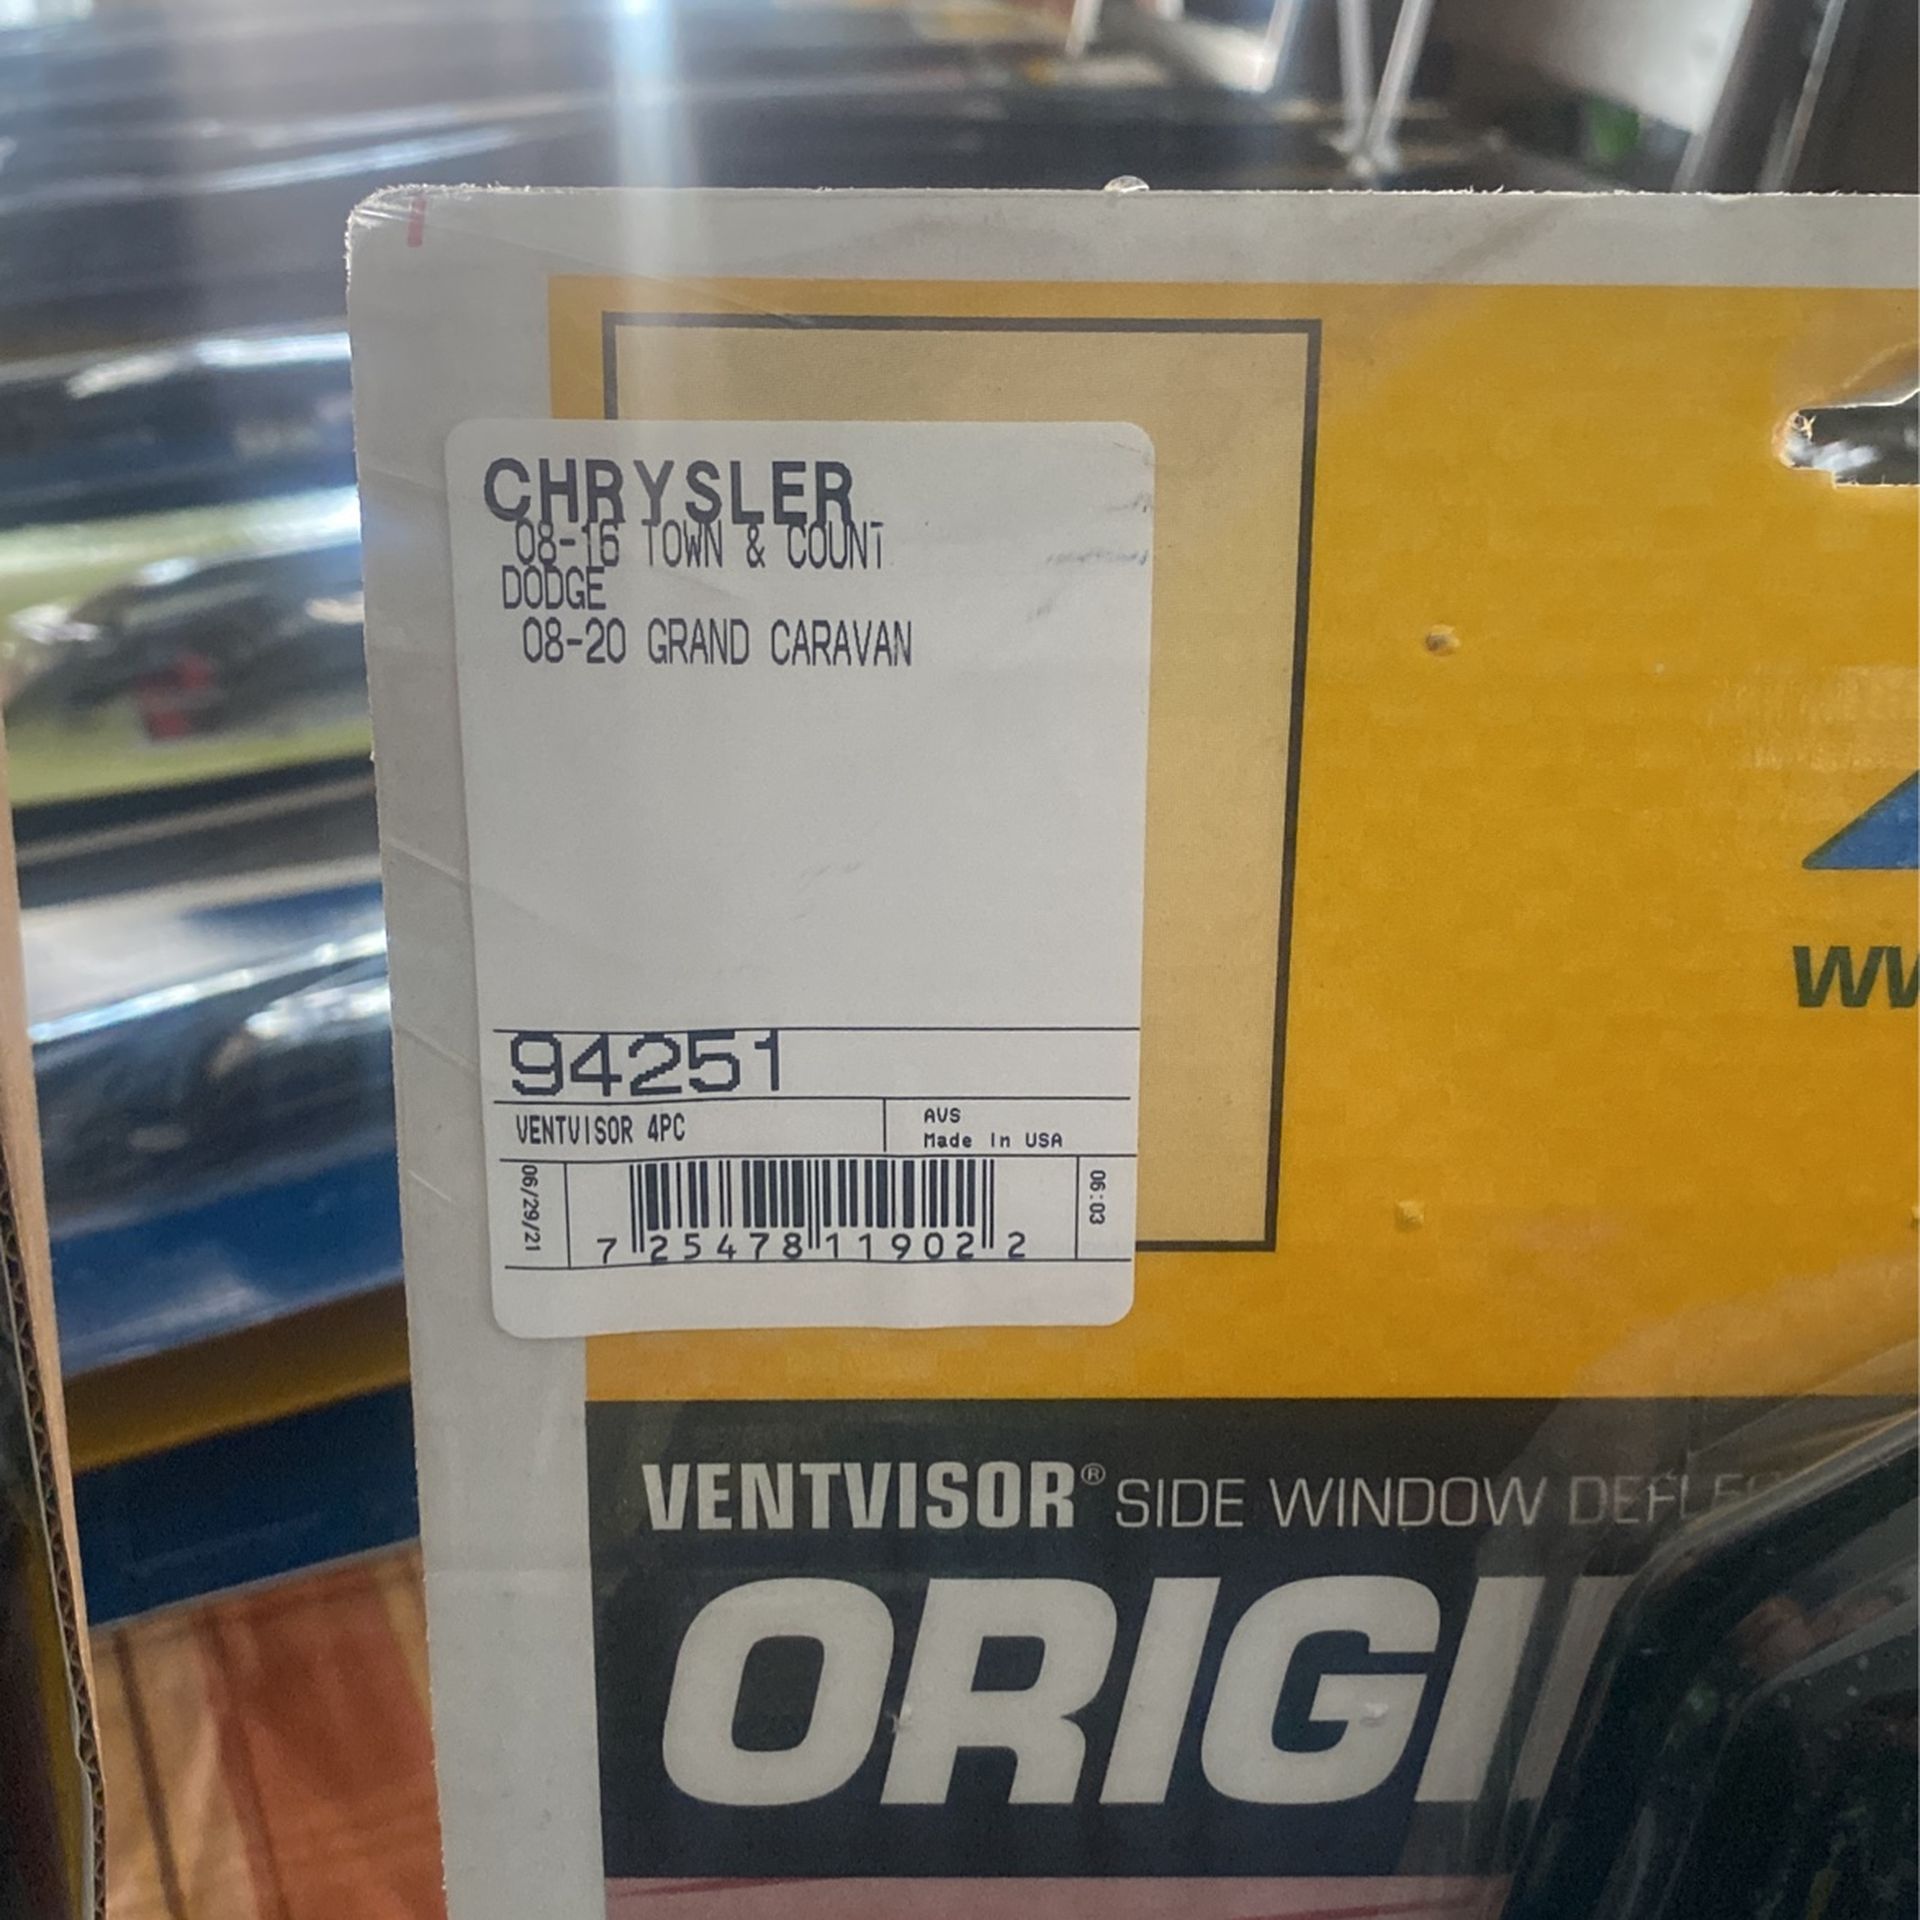 CHRYSLER
08-16 TOWN & COUNT
DODGE
08-20 GRAND CARAVAN
94251
VENTVISOR 4PC
AVS
Made In USA
06/29/21
7 25478 11902 2
06:03
VENTVISOR® SIDE WINDOW